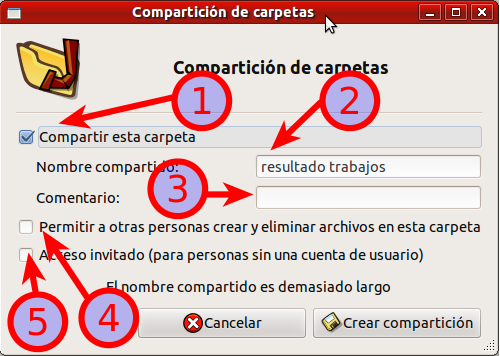 Compartición de carpetas
Compartición de carpetas
1
2
Compartir esta carpeta
Nombre compartido: resultado trabajos
3
Comentario:
Permitir a otras personas crear y eliminar archivos en esta carpeta
Acceso invitado (para personas sin una cuenta de usuario)
El nombre compartido es demasiado largo
5
4
Cancelar
Crear compartición